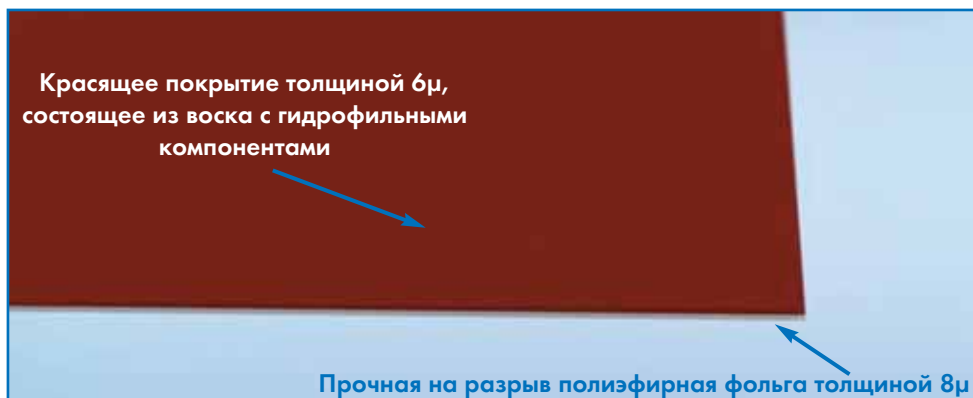 Красящее покрытие толщиной 6µ,
состоящее из воска с гидрофильными
компонентами
Прочная на разрыв полиэфирная фольга толщиной 8µ